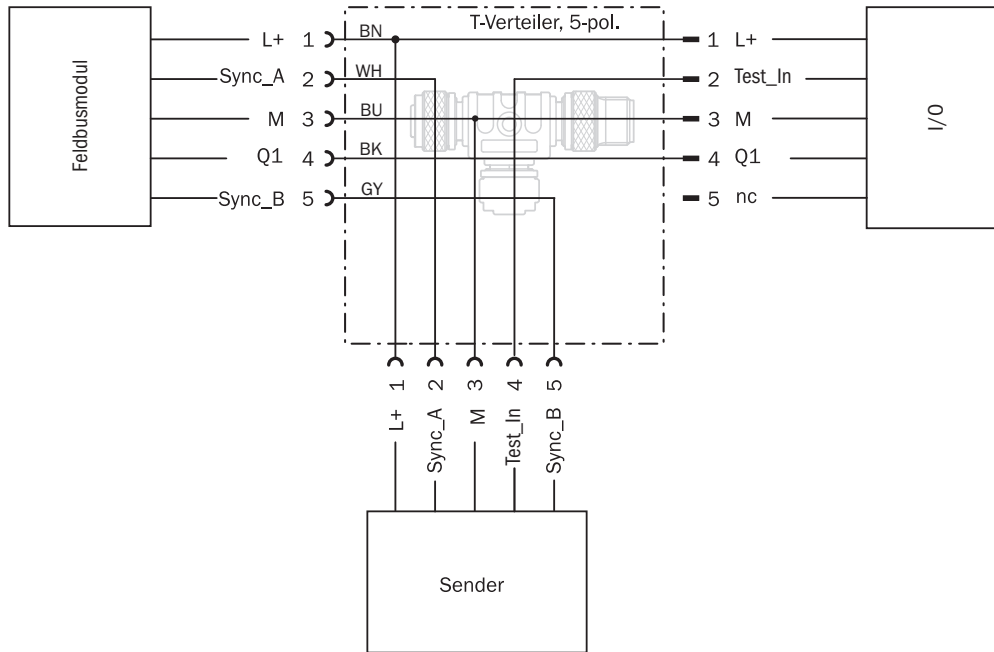 T-Verteiler, 5-pol.
Feldbusmodul
L+ 1 BN
Sync_A 2 WH
M 3 BU
Q1 4 BK
Sync_B 5 GY
1 L+
2 Test_In
3 M
4 Q1
5 nc
I/0
1 L+
2 Sync_A
3 M
4 Test_In
5 Sync_B
Sender